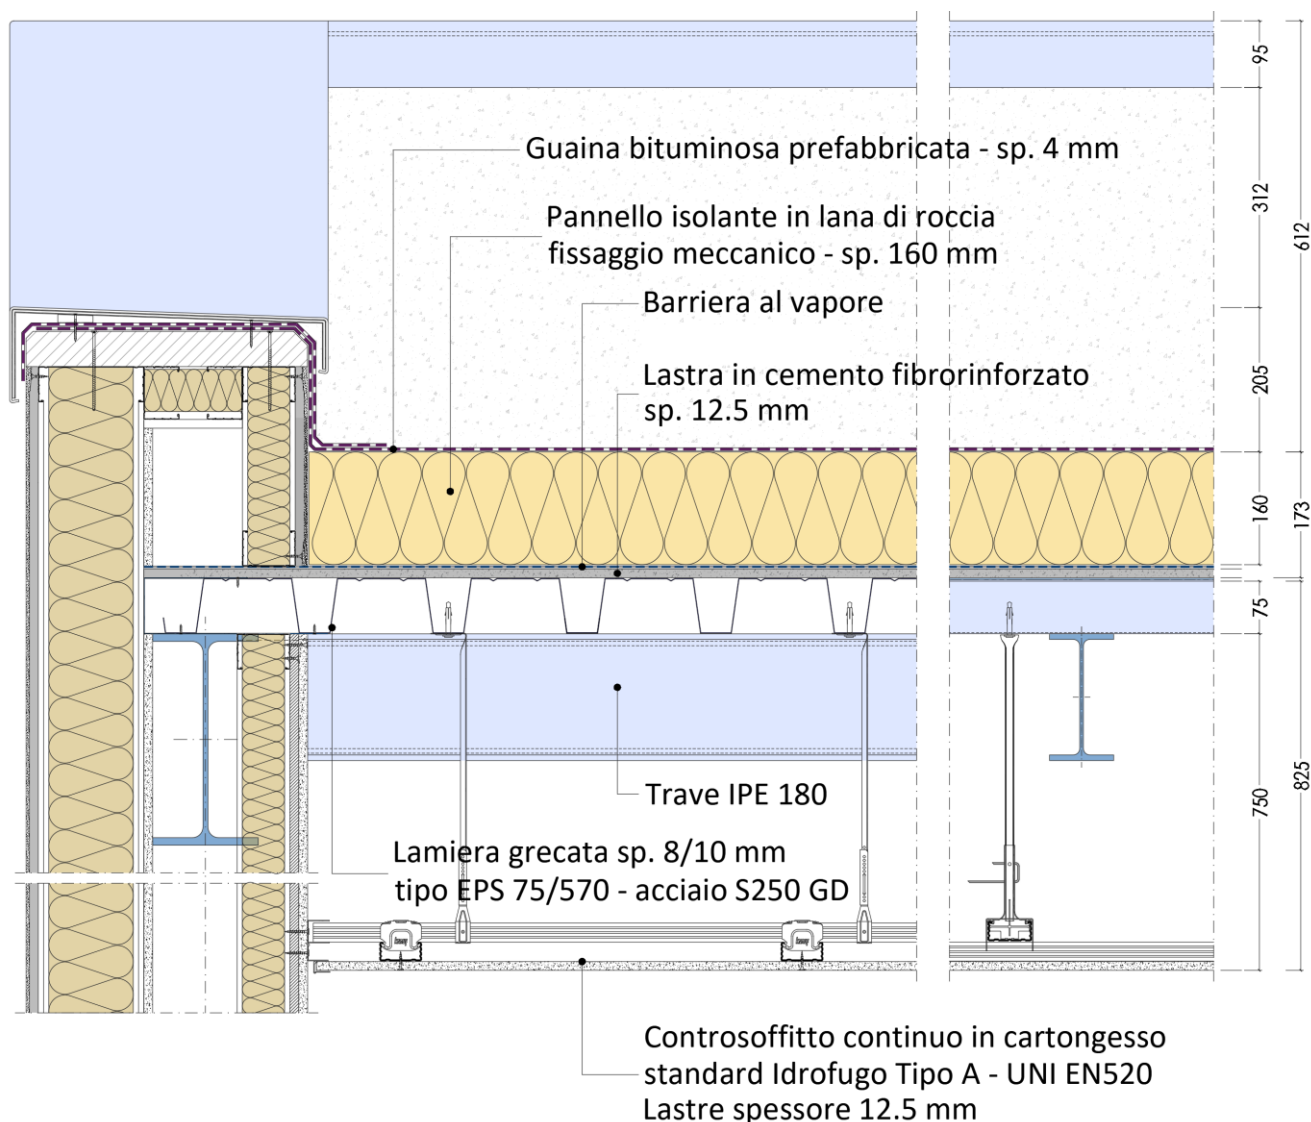 95
Guaina bituminosa prefabbricata - sp. 4 mm
312
612
Pannello isolante in lana di roccia
fissaggio meccanico - sp. 160 mm
Barriera al vapore
Lastra in cemento fibrorinforzato
sp. 12.5 mm
205
160
173
75
Trave IPE 180
750
825
Lamiera grecata sp. 8/10 mm
tipo EPS 75/570 - acciaio S250 GD
Controsoffitto continuo in cartongesso
standard Idrofugo Tipo A - UNI EN520
Lastre spessore 12.5 mm